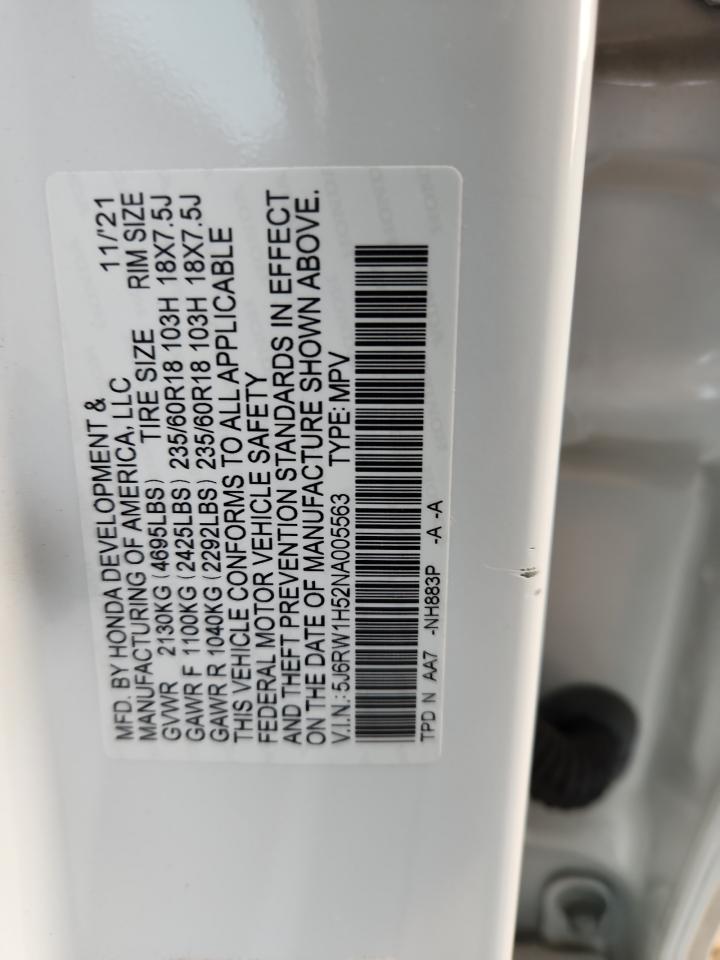 MFD. BY HONDA DEVELOPMENT & 11/'21
MANUFACTURING OF AMERICA, LLC
GVWR 2130KG (4695LBS) TIRE SIZE RIM SIZE
GAWR F 1100KG (2425LBS) 235/60R18 103H 18X7.5J
GAWR R 1040KG (2292LBS) 235/60R18 103H 18X7.5J
THIS VEHICLE CONFORMS TO ALL APPLICABLE
FEDERAL MOTOR VEHICLE SAFETY
AND THEFT PREVENTION STANDARDS IN EFFECT
ON THE DATE OF MANUFACTURE SHOWN ABOVE.
V.I.N.: 5J6RW1H52NA005563 TYPE: MPV
TPD N AA7 -NH883P -A -A